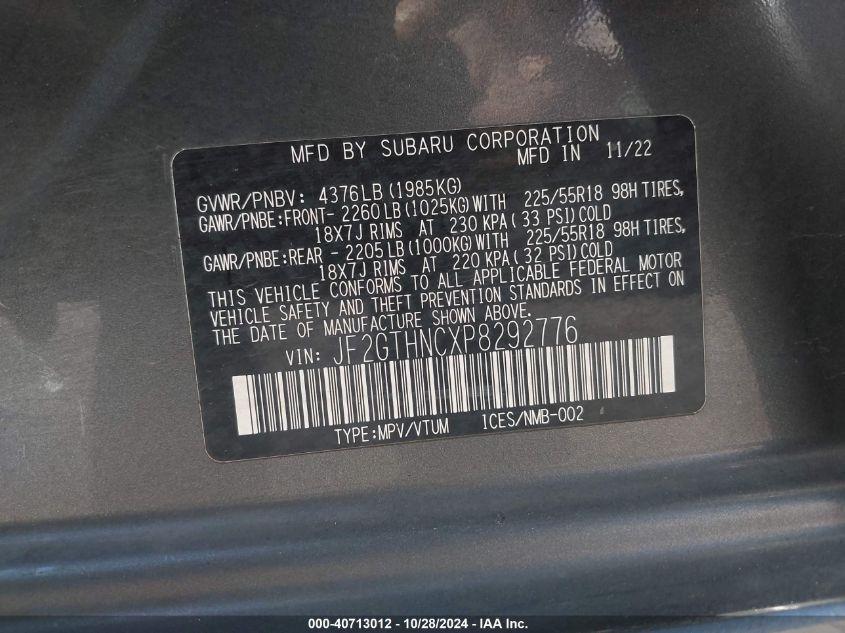 MFD BY SUBARU CORPORATION
MFD IN 11/22
GVWR/PNBV: 4376LB (1985KG)
GAWR/PNBE:FRONT- 2260LB (1025KG) WITH 225/55R18 98H TIRES,
18X7J RIMS AT 230 KPA( 33 PSI) COLD
GAWR/PNBE:REAR - 2205LB (1000KG) WITH 225/55R18 98H TIRES,
18X7J RIMS AT 220 KPA( 32 PSI) COLD
THIS VEHICLE CONFORMS TO ALL APPLICABLE FEDERAL MOTOR
VEHICLE SAFETY AND THEFT PREVENTION STANDARDS IN EFFECT ON
THE DATE OF MANUFACTURE SHOWN ABOVE.
VIN: JF2GTHNCXP8292776
TYPE:MPV/VTUM ICES/NMB-002
000-40713012 - 10/28/2024 - IAA Inc.